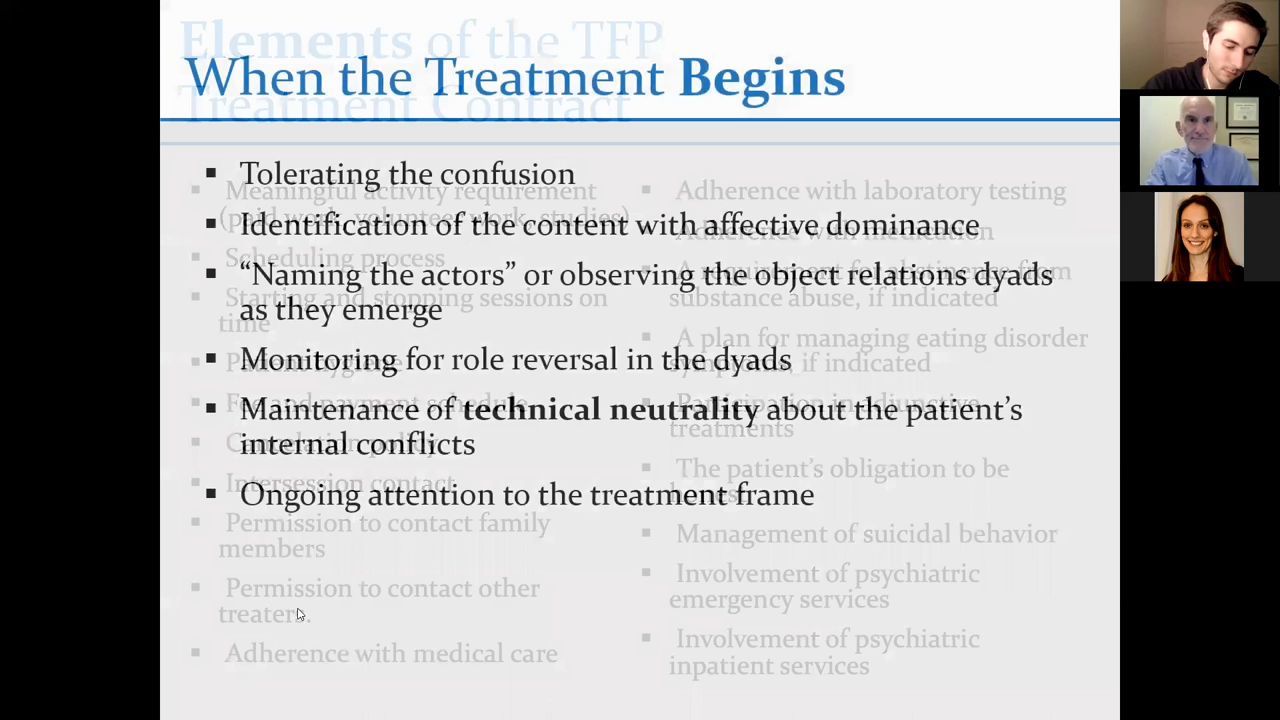 Elements of the TFP
Treatment Contract
When the Treatment Begins
▪ Tolerating the confusion
▪ Identification of the content with affective dominance
▪ “Naming the actors” or observing the object relations dyads
as they emerge
▪ Monitoring for role reversal in the dyads
▪ Maintenance of technical neutrality about the patient’s
internal conflicts
▪ Ongoing attention to the treatment frame
▪ Meaningful activity requirement
(paid work, volunteer work, studies)
▪ Scheduling process
▪ Starting and stopping sessions on
time
▪ Patient hygiene
▪ Fee and payment schedule
▪ Cancelation policy
▪ Intersession contact
▪ Permission to contact family
members
▪ Permission to contact other
treaters.
▪ Adherence with medical care
▪ Adherence with laboratory testing
▪ Adherence with medication
▪ A requirement for abstinence from
substance abuse, if indicated
▪ A plan for managing eating disorder
symptoms, if indicated
▪ Participation in adjunctive
treatments
▪ The patient’s obligation to be
honest
▪ Management of suicidal behavior
▪ Involvement of psychiatric
emergency services
▪ Involvement of psychiatric
inpatient services